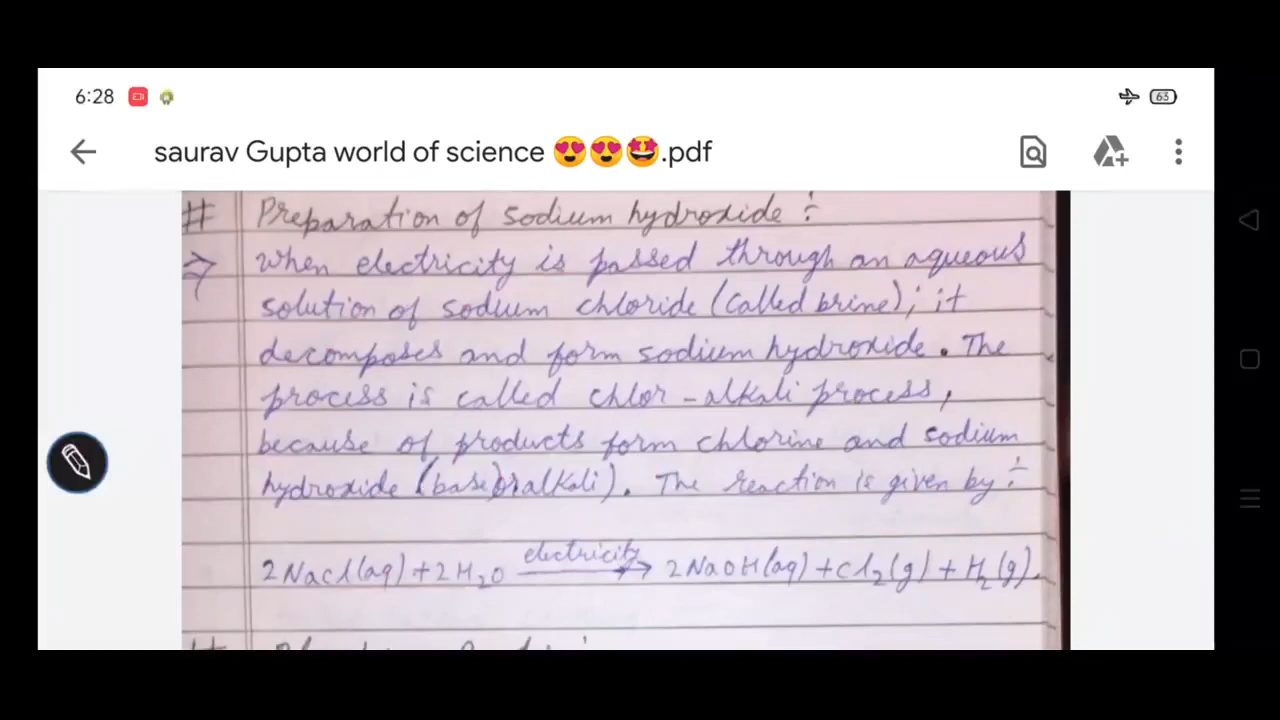 6:28
63
saurav Gupta world of science 😍😍🤩.pdf
# Preparation of sodium hydroxide :-
⇒ When electricity is passed through an aqueous
solution of sodium chloride (called brine); it
decomposes and form sodium hydroxide. The
process is called chlor-alkali process,
because of products form chlorine and sodium
hydroxide (base) or alkali). The reaction is given by :-
electricity
2NaCl(aq) + 2H₂O ⟶ 2NaOH(aq) + Cl₂(g) + H₂(g).